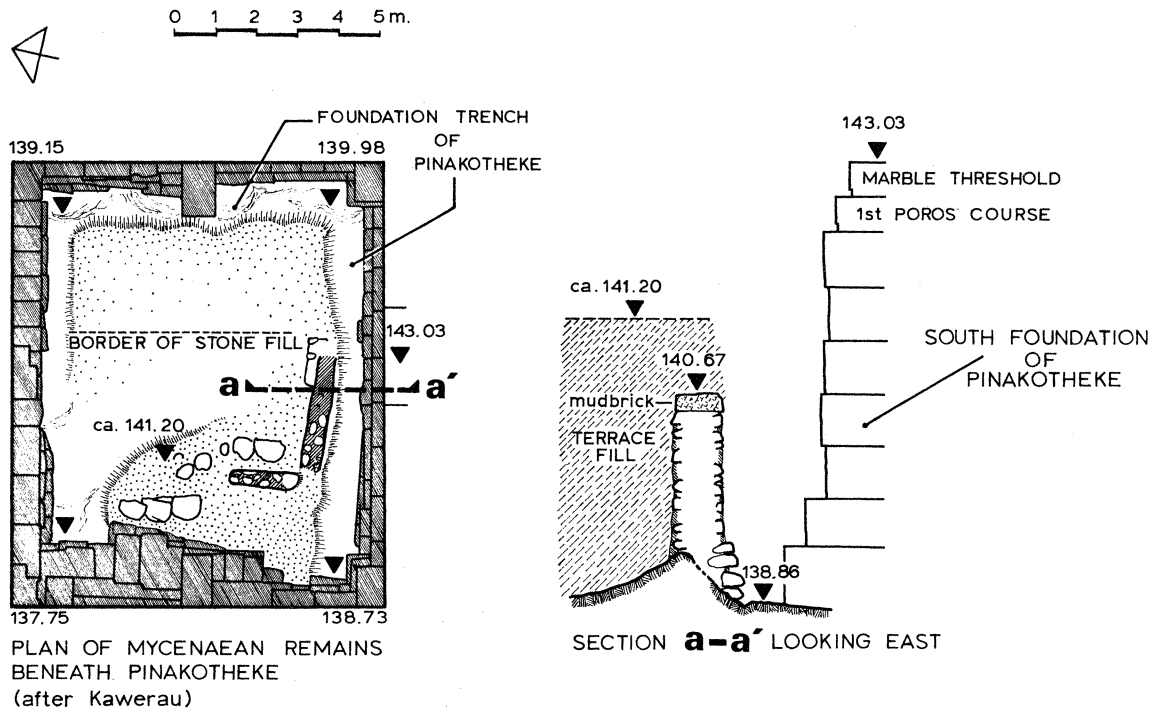 0 1 2 3 4 5 m.
FOUNDATION TRENCH
OF
PINAKOTHEKE
139.15
139.98
BORDER OF STONE FILL
143.03
a a′
ca. 141.20
137.75
138.73
PLAN OF MYCENAEAN REMAINS
BENEATH PINAKOTHEKE
(after Kawerau)
143.03
MARBLE THRESHOLD
1st POROS COURSE
ca. 141.20
140.67
mudbrick
TERRACE
FILL
SOUTH FOUNDATION
OF
PINAKOTHEKE
138.86
SECTION a-a′ LOOKING EAST